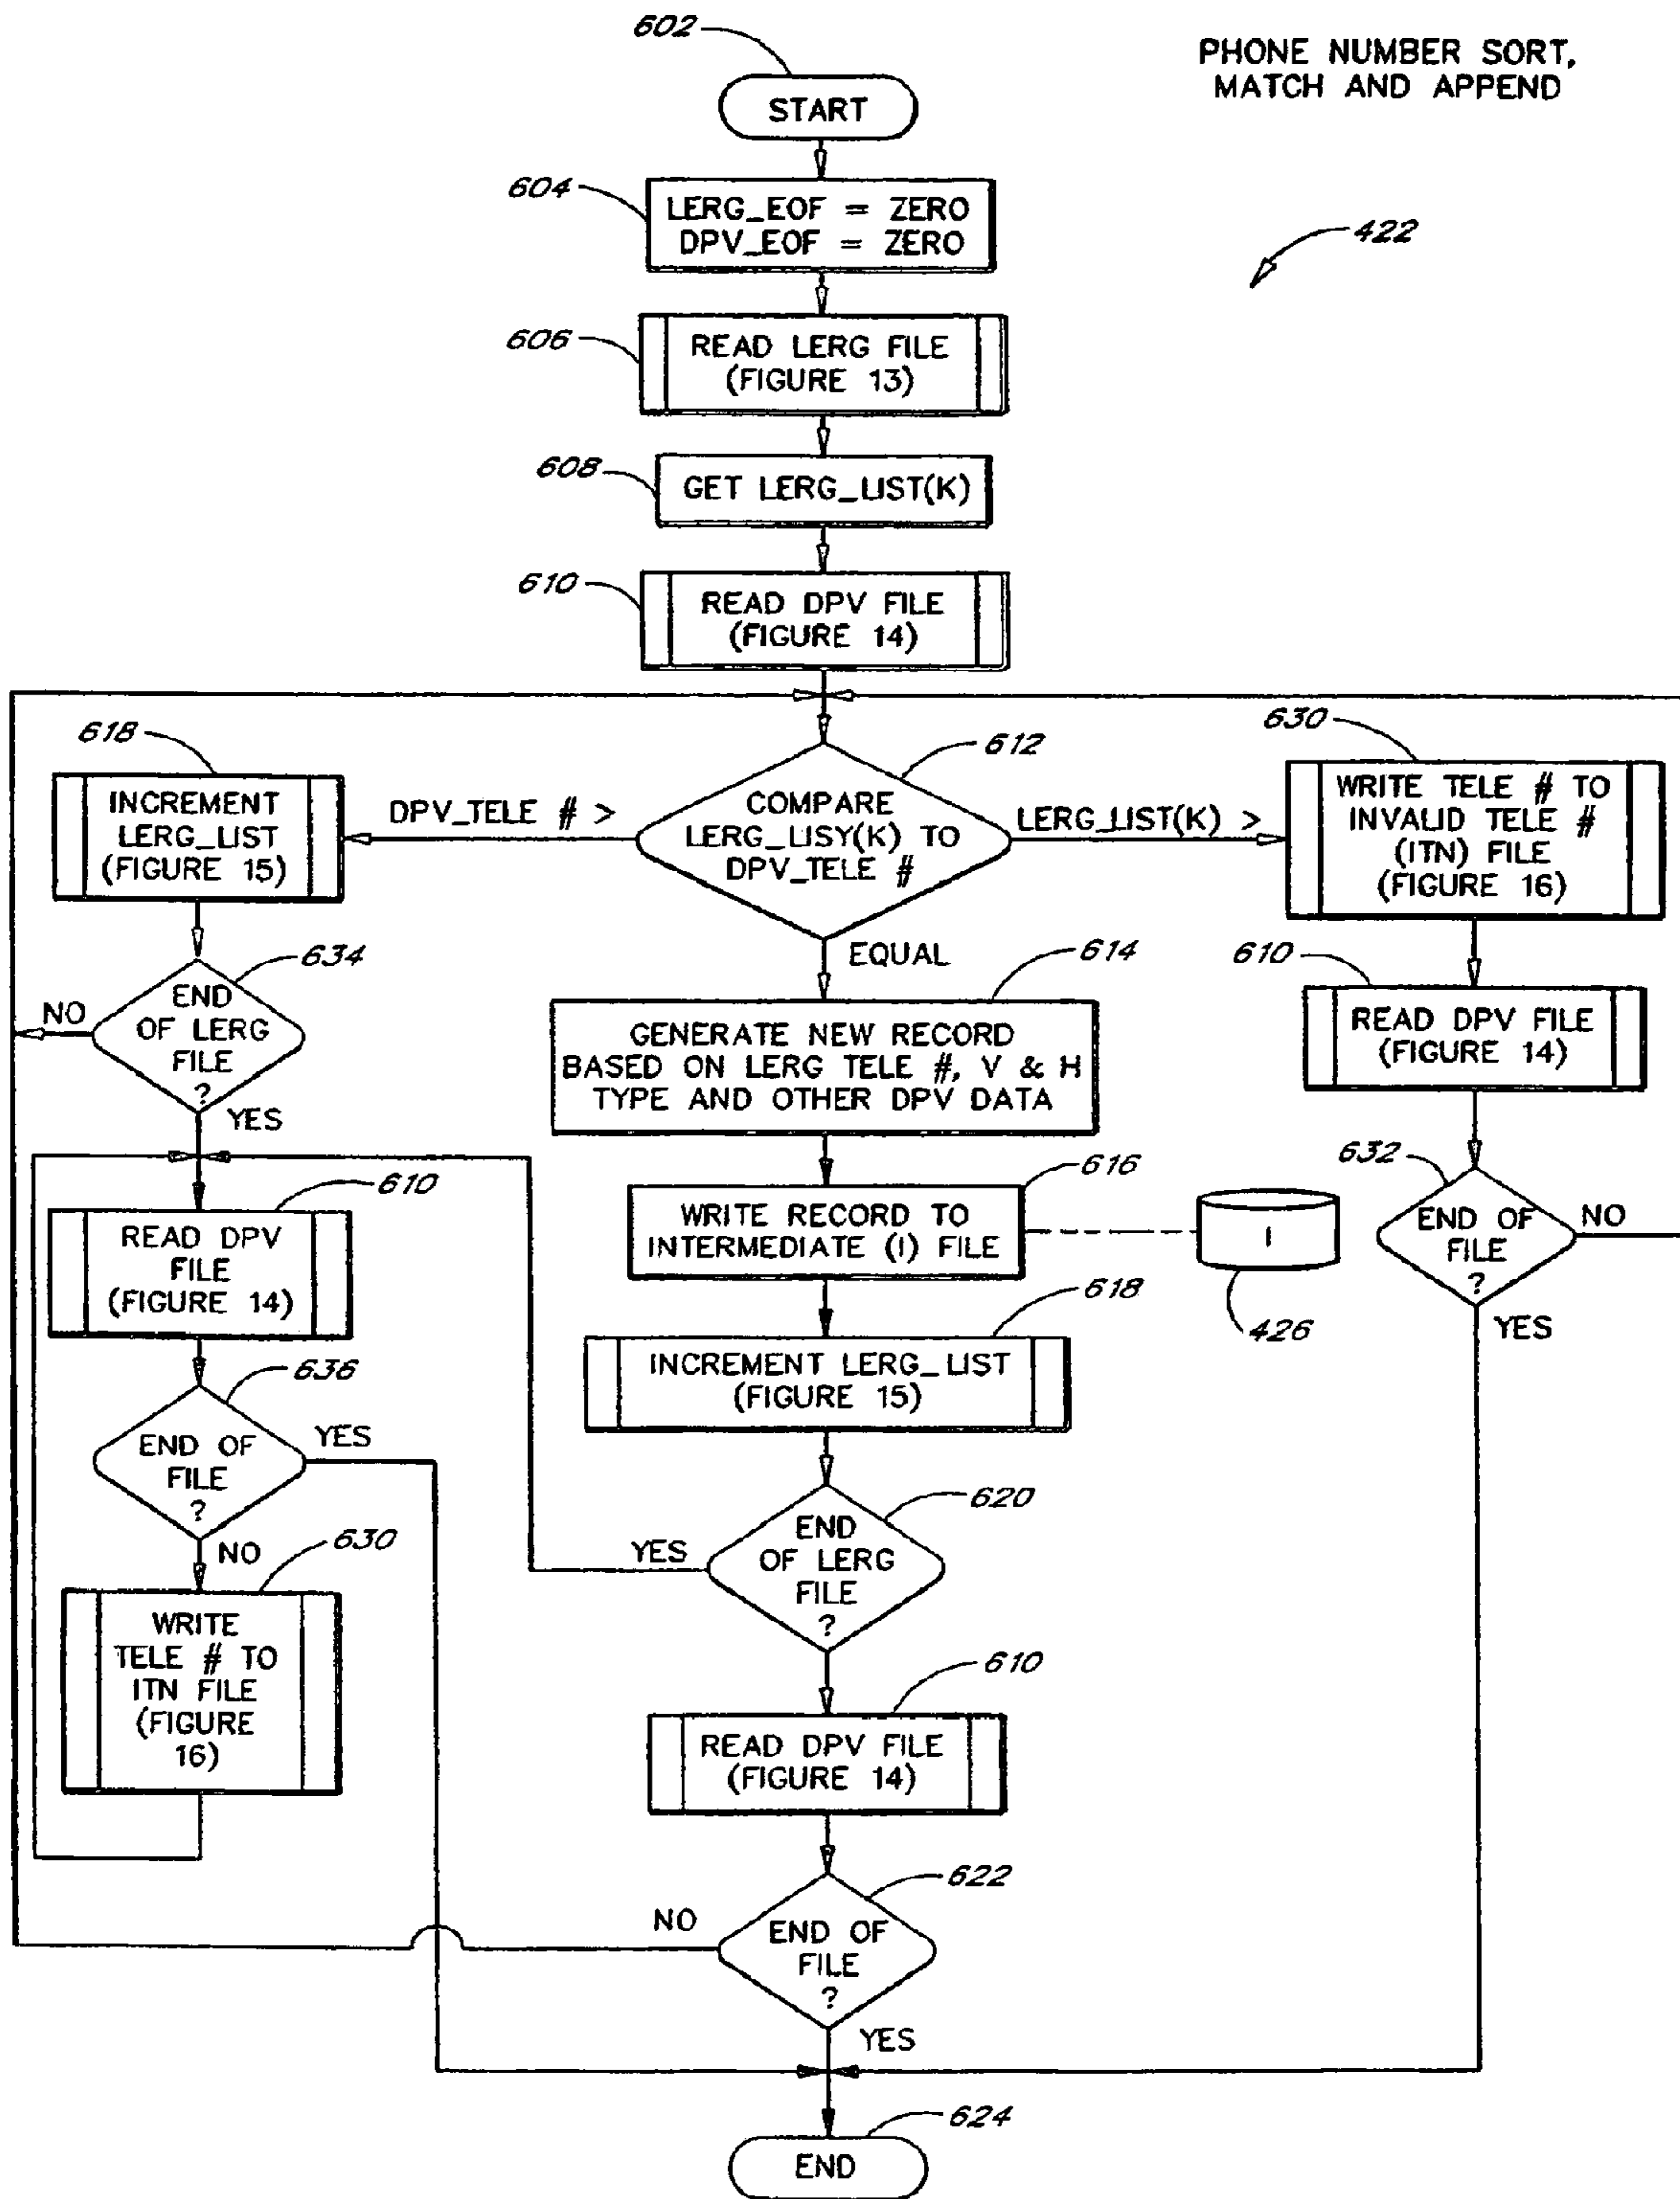 602
PHONE NUMBER SORT,
MATCH AND APPEND
START
604
LERG_EOF = ZERO
DPV_EOF = ZERO
422
606
READ LERG FILE
(FIGURE 13)
608
GET LERG_LIST(K)
610
READ DPV FILE
(FIGURE 14)
618
INCREMENT
LERG_LIST
(FIGURE 15)
DPV_TELE # >
612
COMPARE
LERG_LISY(K) TO
DPV_TELE #
LERG_LIST(K) >
630
WRITE TELE # TO
INVALID TELE #
(ITN) FILE
(FIGURE 16)
EQUAL
634
END
OF LERG
FILE
?
NO
YES
614
GENERATE NEW RECORD
BASED ON LERG TELE #, V & H
TYPE AND OTHER DPV DATA
610
READ DPV FILE
(FIGURE 14)
616
WRITE RECORD TO
INTERMEDIATE (I) FILE
I
426
632
END OF
FILE
?
NO
YES
610
READ DPV
FILE
(FIGURE 14)
618
INCREMENT LERG_LIST
(FIGURE 15)
636
END OF
FILE
?
YES
NO
620
END
OF LERG
FILE
?
YES
630
WRITE
TELE # TO
ITN FILE
(FIGURE
16)
610
READ DPV FILE
(FIGURE 14)
622
END OF
FILE
?
NO
YES
624
END